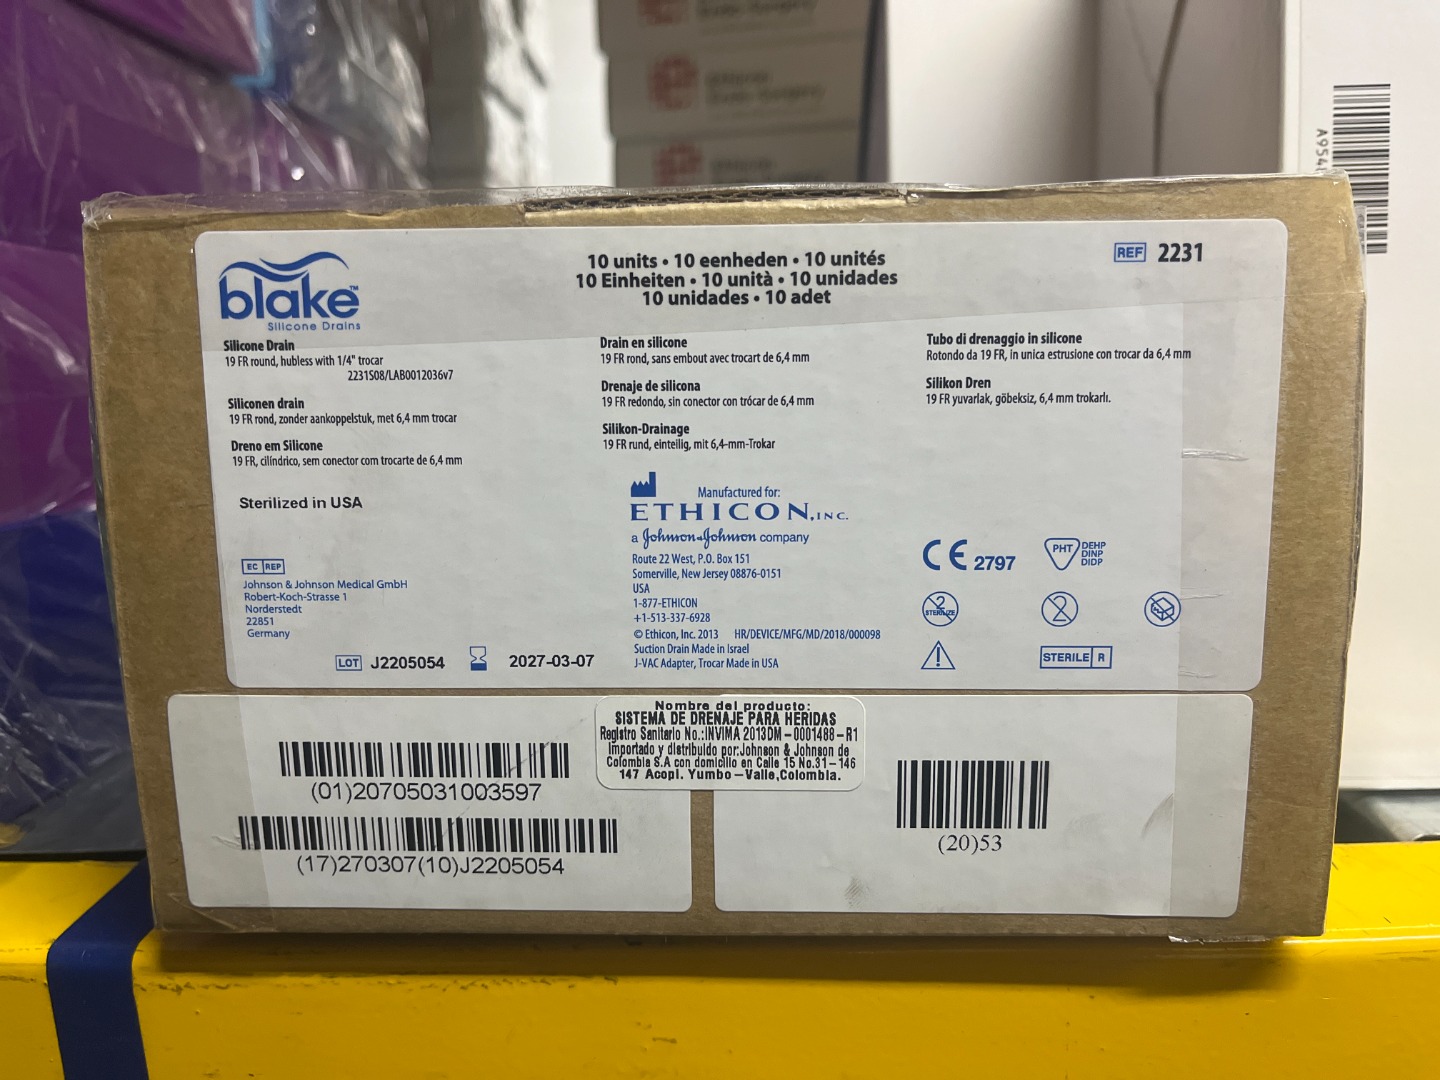 blake™
Silicone Drains
10 units • 10 eenheden • 10 unités
10 Einheiten • 10 unità • 10 unidades
10 unidades • 10 adet
REF 2231
Silicone Drain
19 FR round, hubless with 1/4" trocar
2231S08/LAB0012036v7
Siliconen drain
19 FR rond, zonder aankoppelstuk, met 6,4 mm trocar
Dreno em Silicone
19 FR, cilíndrico, sem conector com trocarte de 6,4 mm
Drain en silicone
19 FR rond, sans embout avec trocart de 6,4 mm
Drenaje de silicona
19 FR redondo, sin conector con trócar de 6,4 mm
Silikon-Drainage
19 FR rund, einteilig, mit 6,4-mm-Trokar
Tubo di drenaggio in silicone
Rotondo da 19 FR, in unica estrusione con trocar da 6,4 mm
Silikon Dren
19 FR yuvarlak, göbeksiz, 6,4 mm trokarlı.
Sterilized in USA
EC REP
Johnson & Johnson Medical GmbH
Robert-Koch-Strasse 1
Norderstedt
22851
Germany
LOT J2205054
2027-03-07
Manufactured for:
ETHICON, INC.
a Johnson & Johnson company
Route 22 West, P.O. Box 151
Somerville, New Jersey 08876-0151
USA
1-877-ETHICON
+1-513-337-6928
© Ethicon, Inc. 2013 HR/DEVICE/MFG/MD/2018/000098
Suction Drain Made in Israel
J-VAC Adapter, Trocar Made in USA
CE 2797
PHT DEHP
DINP
DIDP
2
STERILIZE
2
STERILE R
Nombre del producto:
SISTEMA DE DRENAJE PARA HERIDAS
Registro Sanitario No.:INVIMA 2013DM-0001488-R1
Importado y distribuido por:Johnson & Johnson de
Colombia S.A con domicilio en Calle 15 No.31-146
147 Acopi. Yumbo-Valle,Colombia.
(01)20705031003597
(17)270307(10)J2205054
(20)53